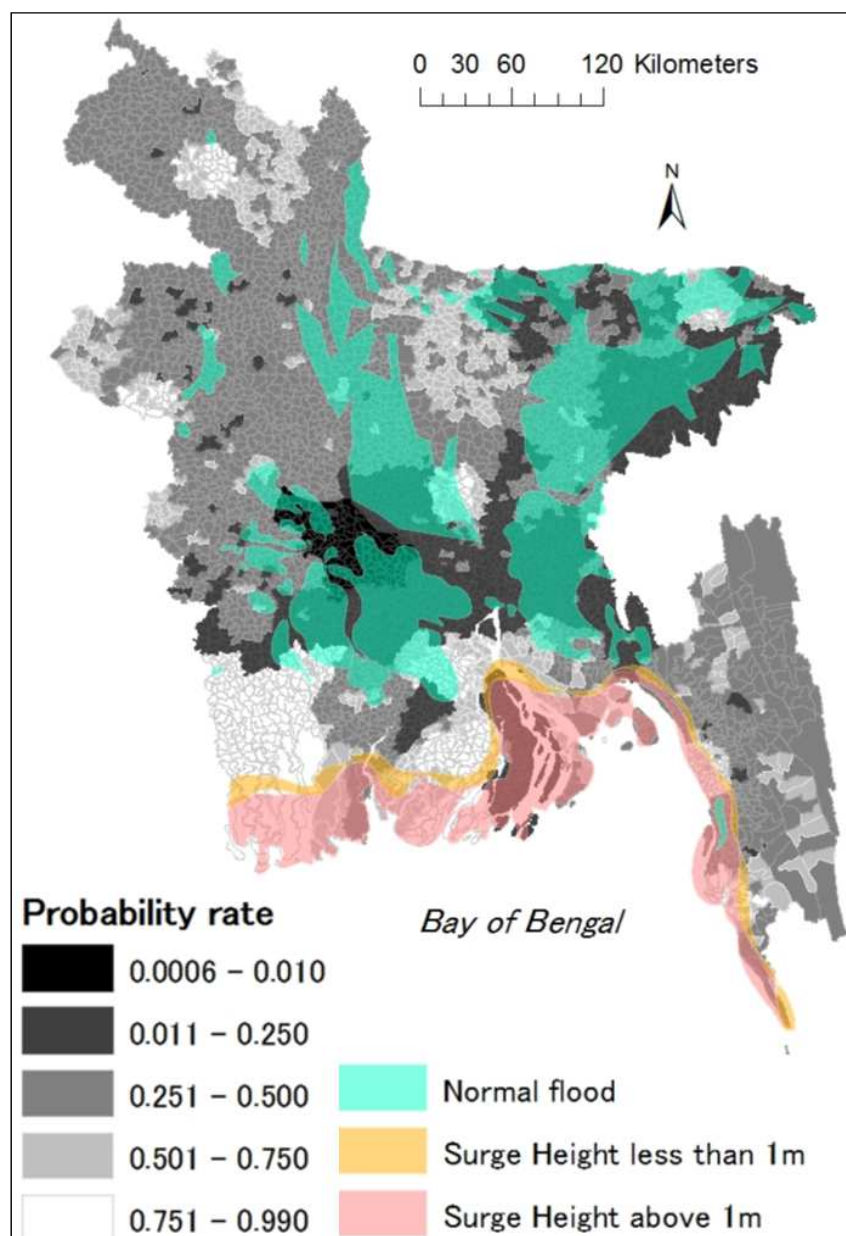 0 30 60 120 Kilometers
N
Bay of Bengal
Probability rate
0.0006 – 0.010
0.011 – 0.250
0.251 – 0.500
0.501 – 0.750
0.751 – 0.990
Normal flood
Surge Height less than 1m
Surge Height above 1m